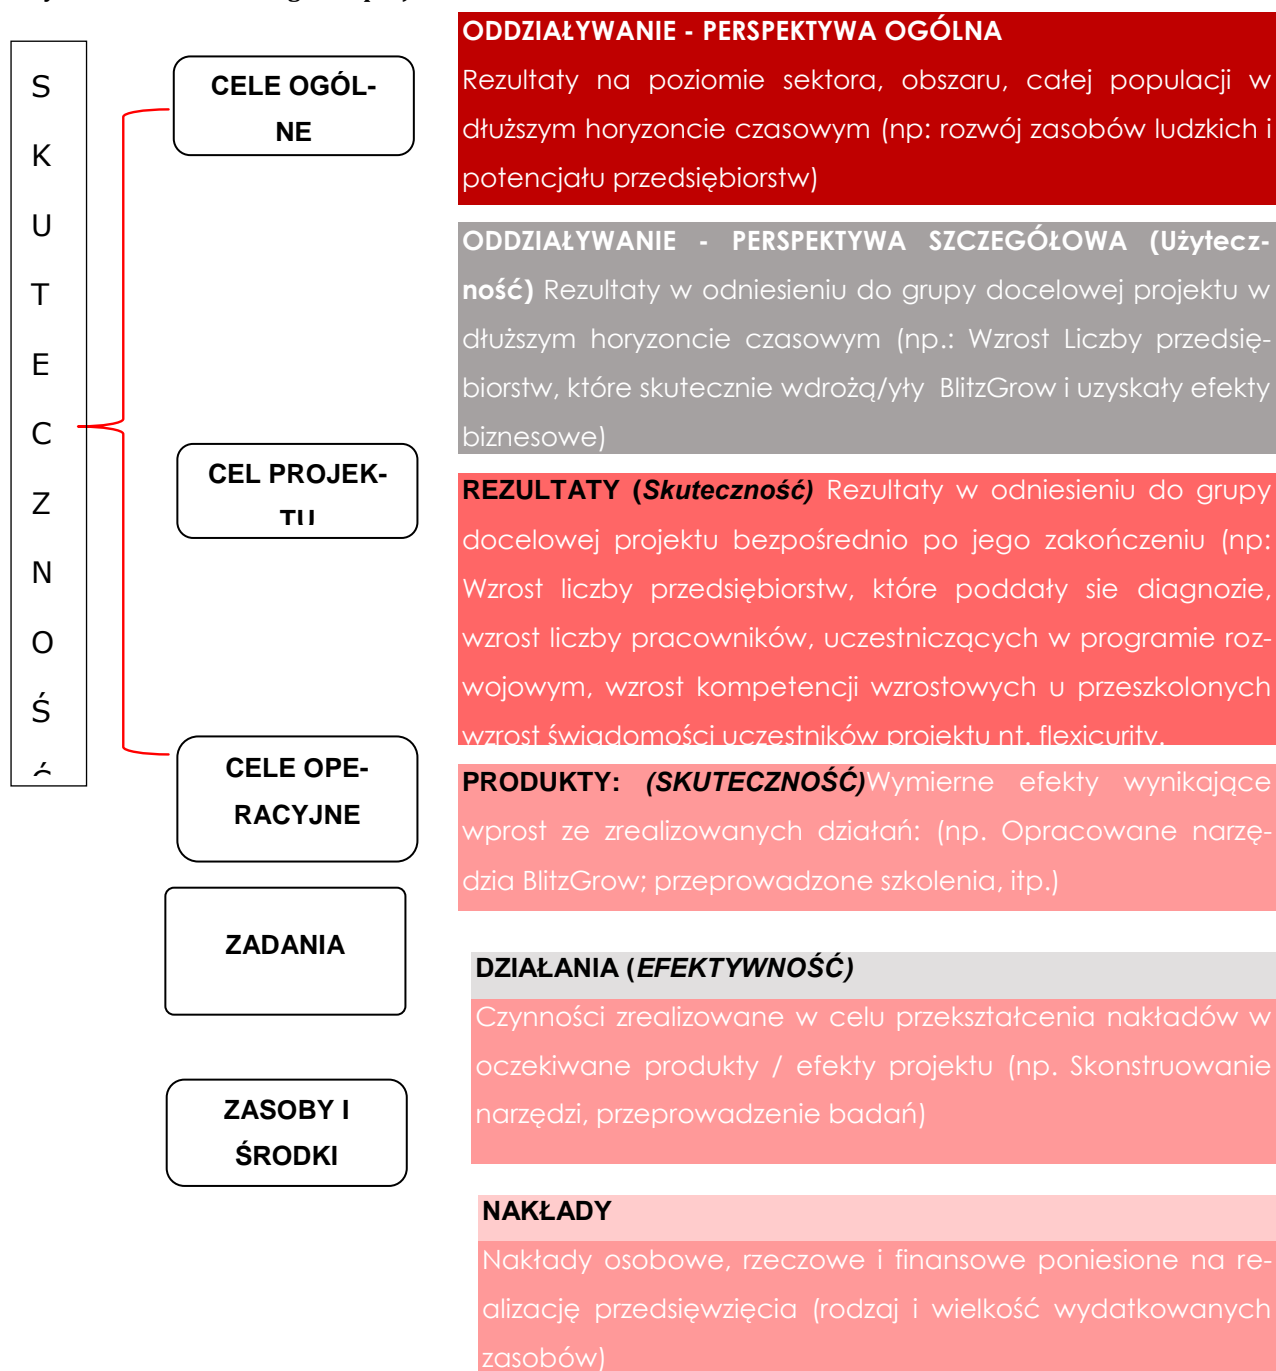 S
K
U
T
E
C
Z
N
O
Ś
CELE OGÓL-
NE
CEL PROJEK-
TU
CELE OPE-
RACYJNE
ZADANIA
ZASOBY I
ŚRODKI
ODDZIAŁYWANIE - PERSPEKTYWA OGÓLNA
Rezultaty na poziomie sektora, obszaru, całej populacji w
dłuższym horyzoncie czasowym (np: rozwój zasobów ludzkich i
potencjału przedsiębiorstw)
ODDZIAŁYWANIE - PERSPEKTYWA SZCZEGÓŁOWA (Użytecz-
ność) Rezultaty w odniesieniu do grupy docelowej projektu w
dłuższym horyzoncie czasowym (np.: Wzrost Liczby przedsię-
biorstw, które skutecznie wdrożą/yły BlitzGrow i uzyskały efekty
biznesowe)
REZULTATY (Skuteczność) Rezultaty w odniesieniu do grupy
docelowej projektu bezpośrednio po jego zakończeniu (np:
Wzrost liczby przedsiębiorstw, które poddały sie diagnozie,
wzrost liczby pracowników, uczestniczących w programie roz-
wojowym, wzrost kompetencji wzrostowych u przeszkolonych
wzrost świadomości uczestników projektu nt. flexicurity.
PRODUKTY: (SKUTECZNOŚĆ)Wymierne efekty wynikające
wprost ze zrealizowanych działań: (np. Opracowane narzę-
dzia BlitzGrow; przeprowadzone szkolenia, itp.)
DZIAŁANIA (EFEKTYWNOŚĆ)
Czynności zrealizowane w celu przekształcenia nakładów w
oczekiwane produkty / efekty projektu (np. Skonstruowanie
narzędzi, przeprowadzenie badań)
NAKŁADY
Nakłady osobowe, rzeczowe i finansowe poniesione na re-
alizację przedsięwzięcia (rodzaj i wielkość wydatkowanych
zasobów)